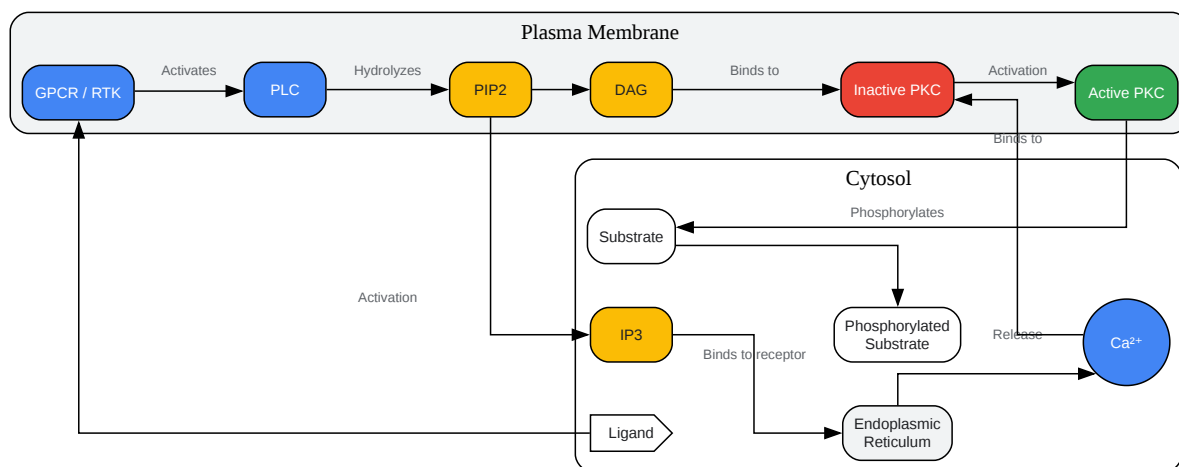 Plasma Membrane
GPCR / RTK
Activates
PLC
Hydrolyzes
PIP2
DAG
Binds to
Inactive PKC
Activation
Active PKC
Binds to
Cytosol
Substrate
Phosphorylates
Activation
IP3
Binds to receptor
Phosphorylated
Substrate
Release
Ca²⁺
Ligand
Endoplasmic
Reticulum